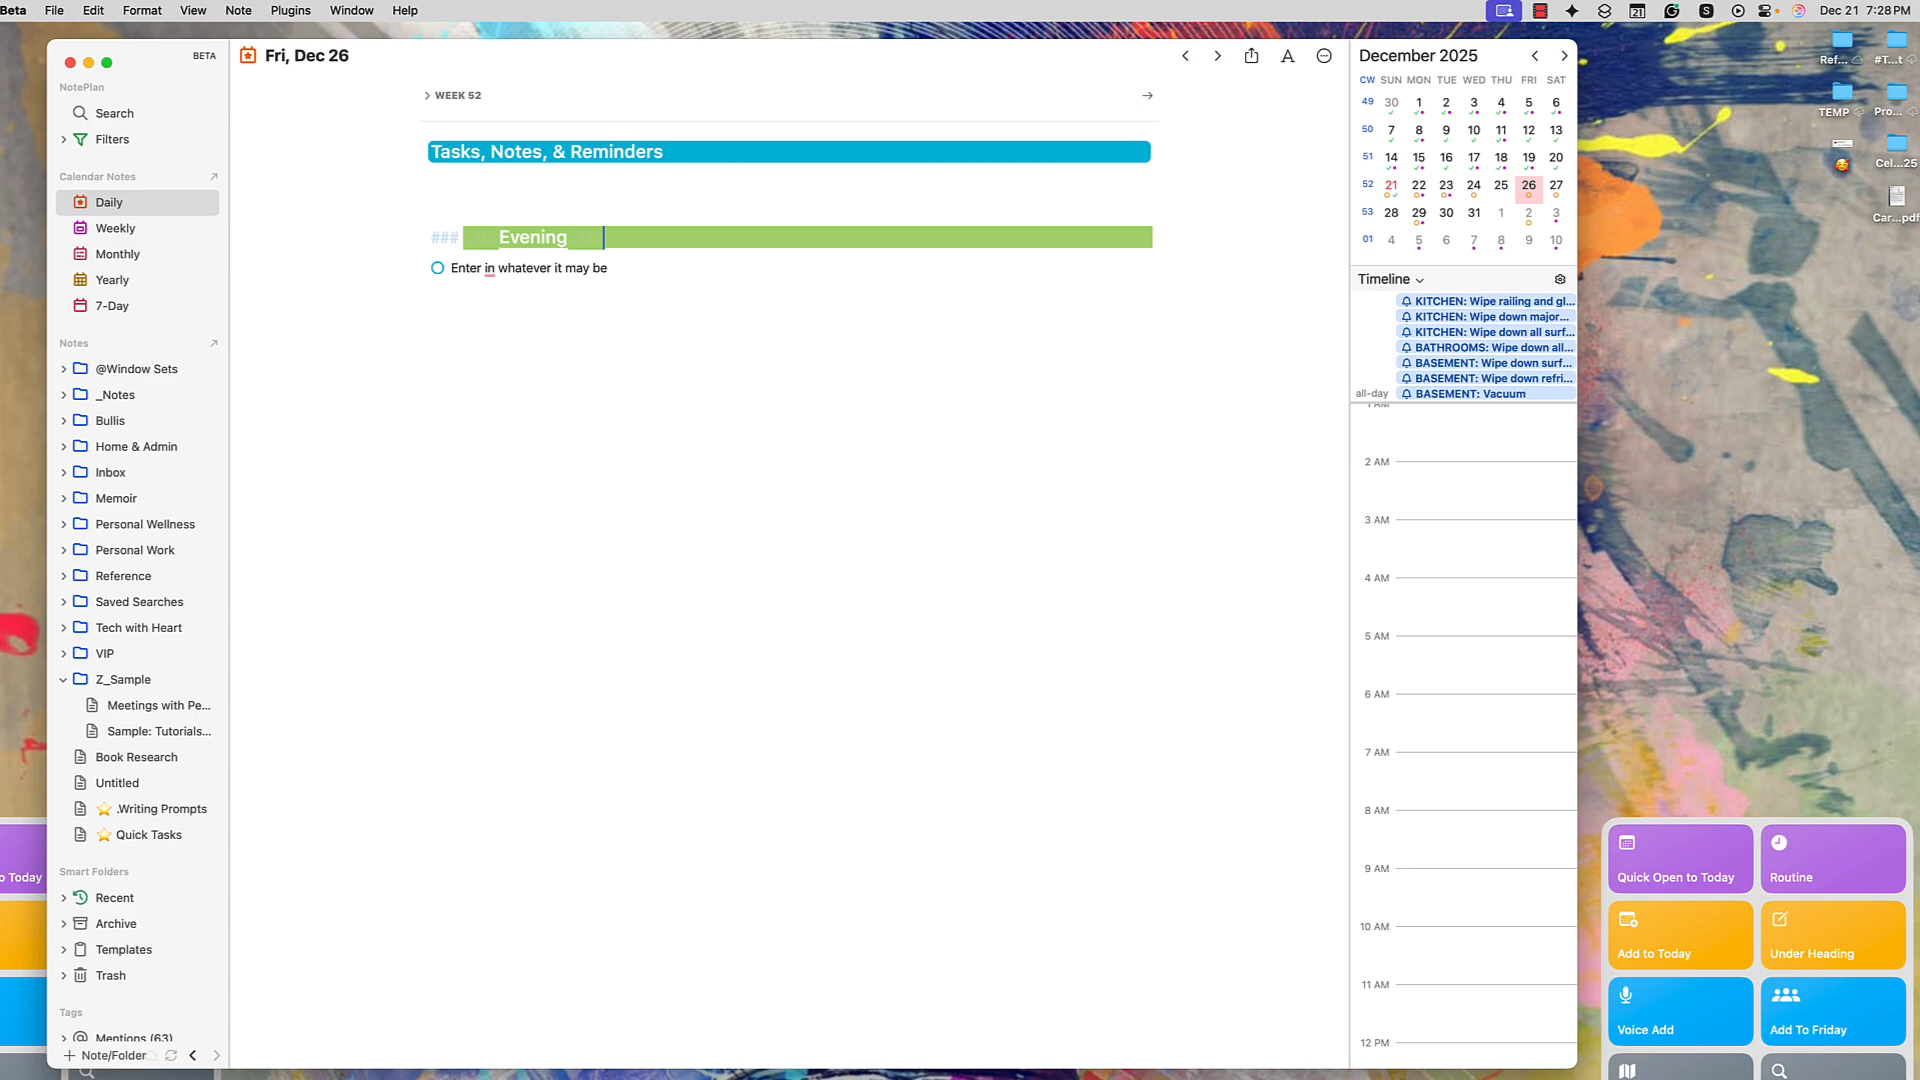 Beta File Edit Format View Note Plugins Window Help
21 S Dec 21 7:28 PM
BETA
NotePlan
Search
Filters
Calendar Notes
Daily
Weekly
Monthly
Yearly
7-Day
Notes
@Window Sets
_Notes
Bullis
Home & Admin
Inbox
Memoir
Personal Wellness
Personal Work
Reference
Saved Searches
Tech with Heart
VIP
Z_Sample
Meetings with Pe...
Sample: Tutorials...
Book Research
Untitled
⭐ .Writing Prompts
⭐ Quick Tasks
Smart Folders
Recent
Archive
Templates
Trash
Tags
Mentions (63)
+ Note/Folder
o Today
Fri, Dec 26
WEEK 52
Tasks, Notes, & Reminders
### Evening
Enter in whatever it may be
December 2025
CW SUN MON TUE WED THU FRI SAT
49 30 1 2 3 4 5 6
50 7 8 9 10 11 12 13
51 14 15 16 17 18 19 20
52 21 22 23 24 25 26 27
53 28 29 30 31 1 2 3
01 4 5 6 7 8 9 10
Timeline
KITCHEN: Wipe railing and gl...
KITCHEN: Wipe down major...
KITCHEN: Wipe down all surf...
BATHROOMS: Wipe down all...
BASEMENT: Wipe down surf...
BASEMENT: Wipe down refri...
all-day BASEMENT: Vacuum
1 AM
2 AM
3 AM
4 AM
5 AM
6 AM
7 AM
8 AM
9 AM
10 AM
11 AM
12 PM
Ref... #T...t
TEMP Pro...
Cel...25
Car...pdf
Quick Open to Today
Routine
Add to Today
Under Heading
Voice Add
Add To Friday